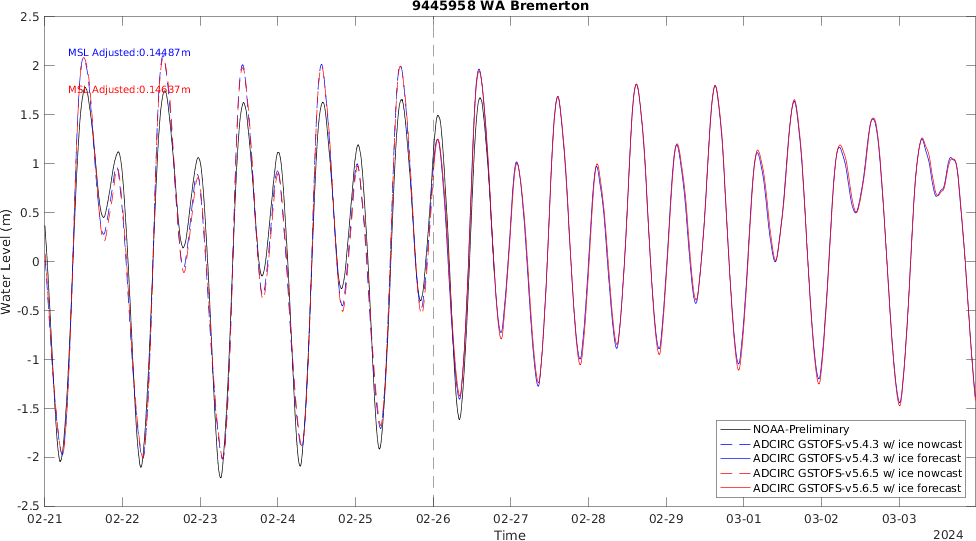 9445958 WA Bremerton
2.5
2
1.5
1
0.5
0
-0.5
-1
-1.5
-2
-2.5
Water Level (m)
MSL Adjusted:0.14487m
MSL Adjusted:0.14637m
NOAA-Preliminary
ADCIRC GSTOFS-v5.4.3 w/ ice nowcast
ADCIRC GSTOFS-v5.4.3 w/ ice forecast
ADCIRC GSTOFS-v5.6.5 w/ ice nowcast
ADCIRC GSTOFS-v5.6.5 w/ ice forecast
02-21 02-22 02-23 02-24 02-25 02-26 02-27 02-28 02-29 03-01 03-02 03-03
Time
2024